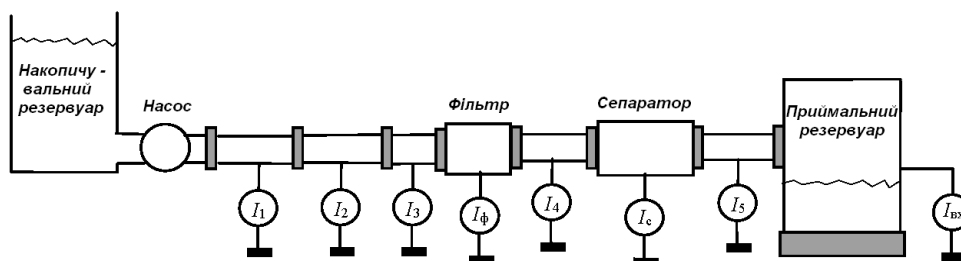 Накопичу -
вальний
резервуар
Насос
Фільтр
Сепаратор
Приймальний
резервуар
I1
I2
I3
Iф
I4
Iс
I5
Iвх